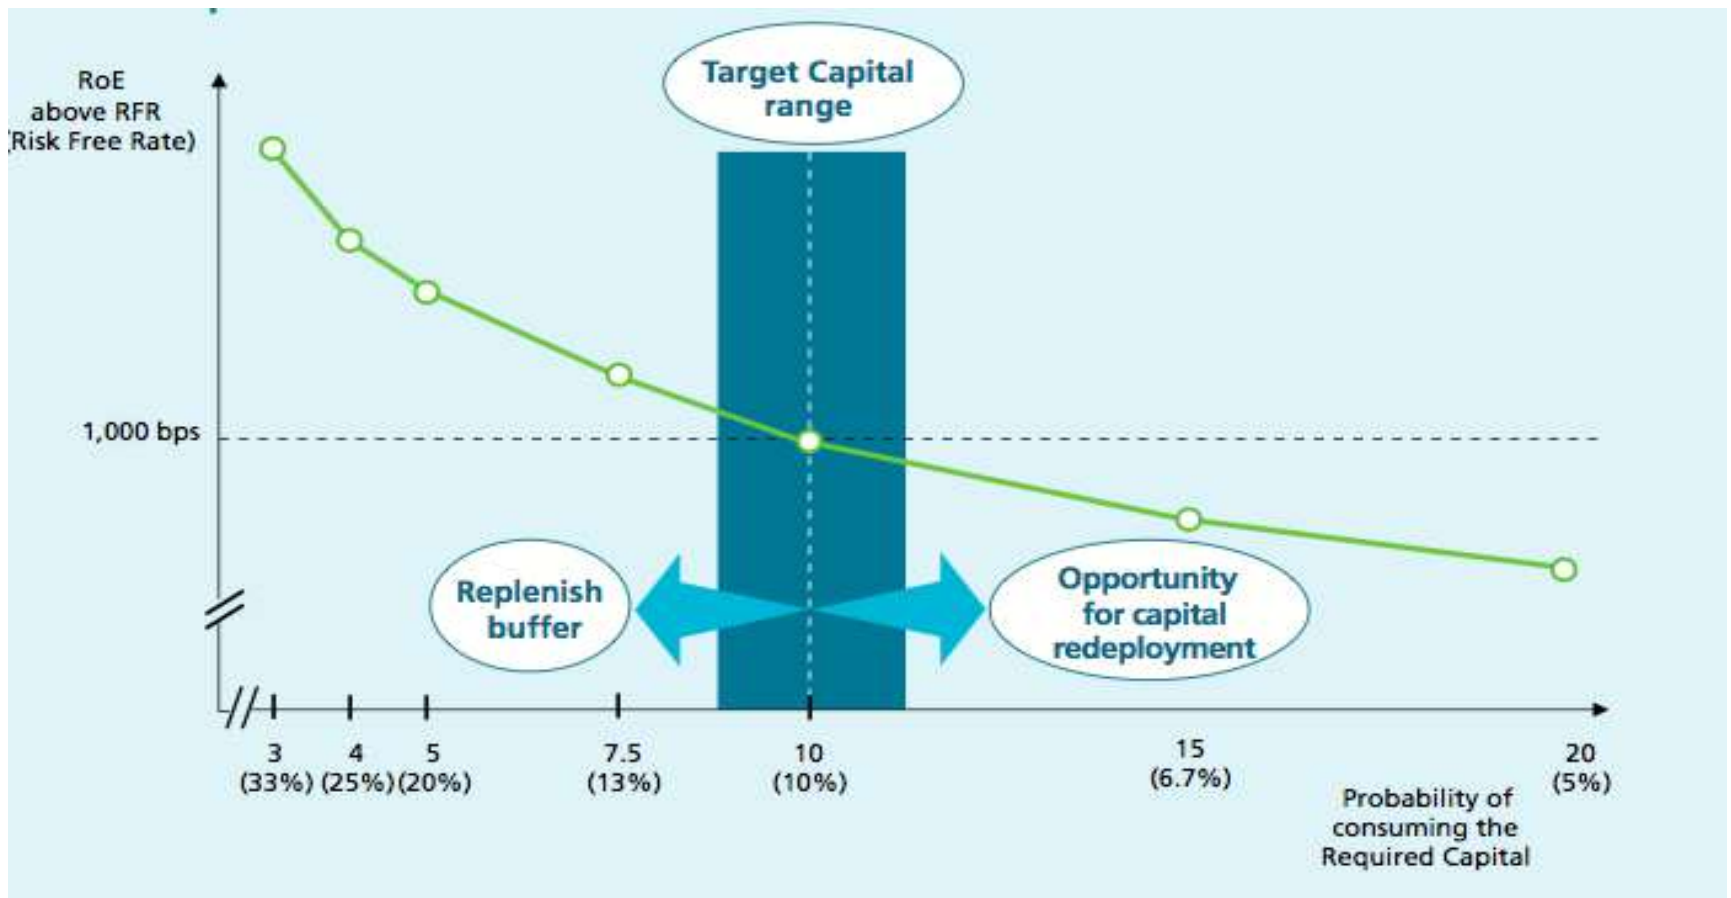 Target Capital
range
RoE
above RFR
(Risk Free Rate)
1,000 bps
Replenish
buffer
Opportunity
for capital
redeployment
3 4 5 7.5 10 15 20
(33%) (25%) (20%) (13%) (10%) (6.7%) (5%)
Probability of
consuming the
Required Capital